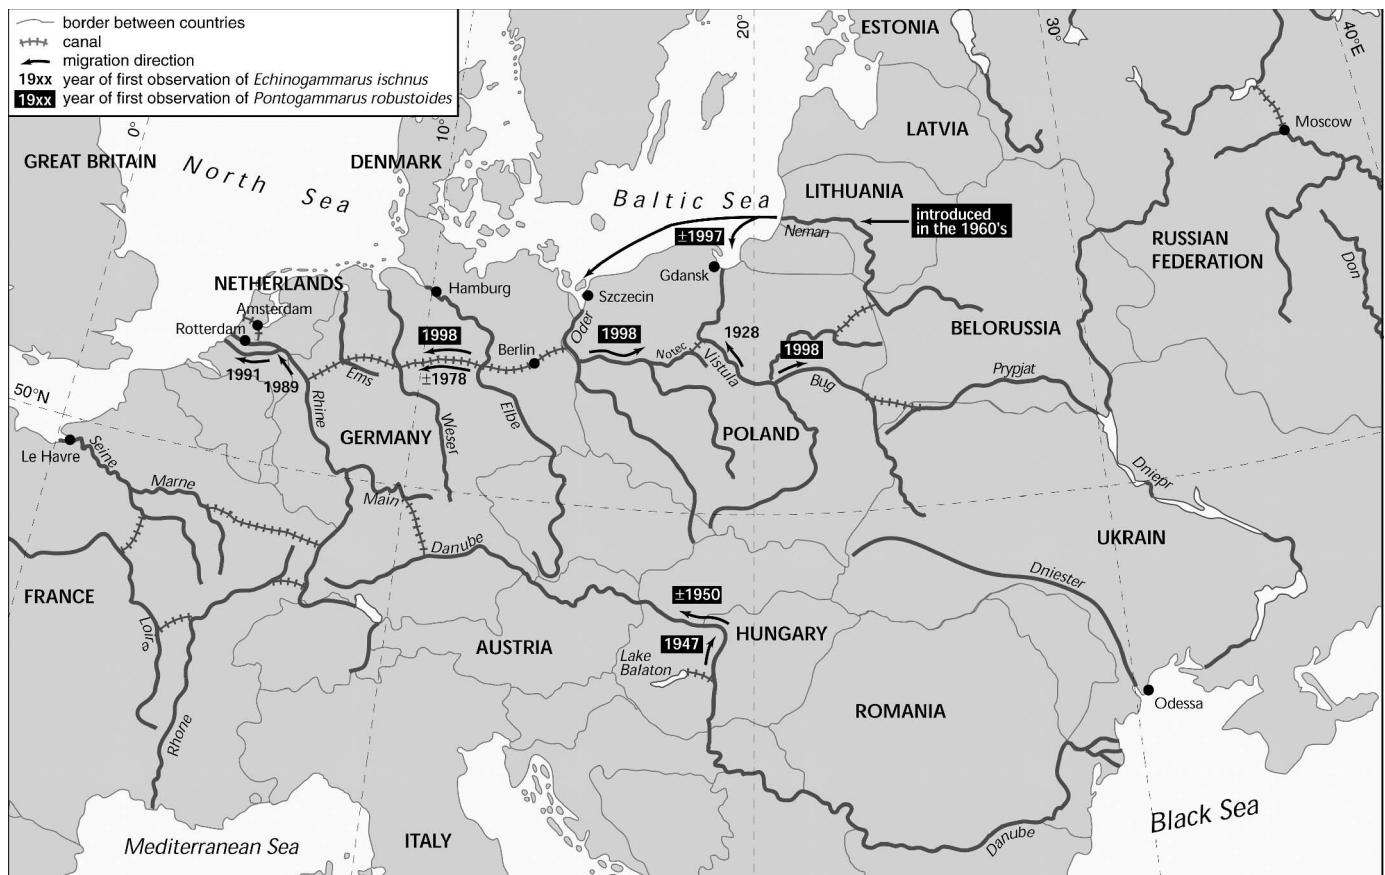 border between countries
canal
migration direction
19xx year of first observation of Echinogammarus ischnus
19xx year of first observation of Pontogammarus robustoides
0°
10°
20°
30°
40°E
50°N
ESTONIA
Moscow
LATVIA
GREAT BRITAIN
DENMARK
North Sea
Baltic Sea
LITHUANIA
introduced
in the 1960's
Neman
±1997
RUSSIAN
FEDERATION
Don
Gdansk
NETHERLANDS
Hamburg
Szczecin
Amsterdam
Rotterdam
Oder
BELORUSSIA
1998
1998
1928
1998
Berlin
Notec
Vistula
Bug
Prypjat
1991
1989
Ems
±1978
Rhine
Weser
Elbe
GERMANY
POLAND
Le Havre
Seine
Marne
Main
Dniepr
Danube
UKRAIN
Dniester
FRANCE
Loire
±1950
HUNGARY
1947
AUSTRIA
Lake
Balaton
Rhone
ROMANIA
Odessa
Black Sea
Danube
Mediterranean Sea
ITALY